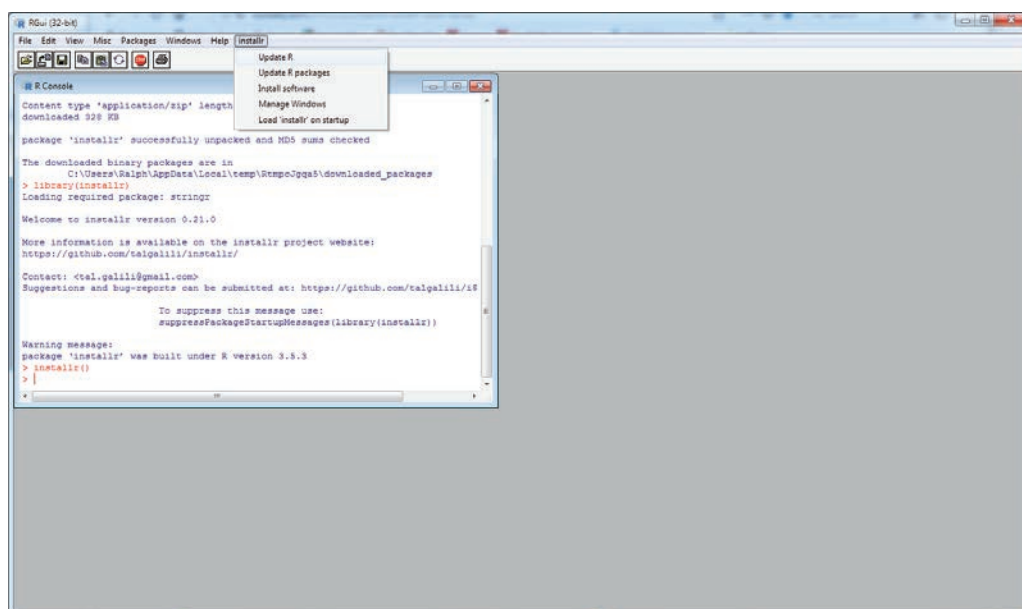 RGui (32-bit)
File Edit View Misc Packages Windows Help installr
Update R
Update R packages
Install software
Manage Windows
Load 'installr' on startup
R Console
Content type 'application/zip' length
downloaded 328 KB
package 'installr' successfully unpacked and MD5 sums checked
The downloaded binary packages are in
C:\Users\Ralph\AppData\Local\temp\RtmpcJgqa5\downloaded_packages
> library(installr)
Loading required package: stringr
Welcome to installr version 0.21.0
More information is available on the installr project website:
https://github.com/talgalili/installr/
Contact: <tal.galili@gmail.com>
Suggestions and bug-reports can be submitted at: https://github.com/talgalili/i$
To suppress this message use:
suppressPackageStartupMessages(library(installr))
Warning message:
package 'installr' was built under R version 3.5.3
> installr()
>